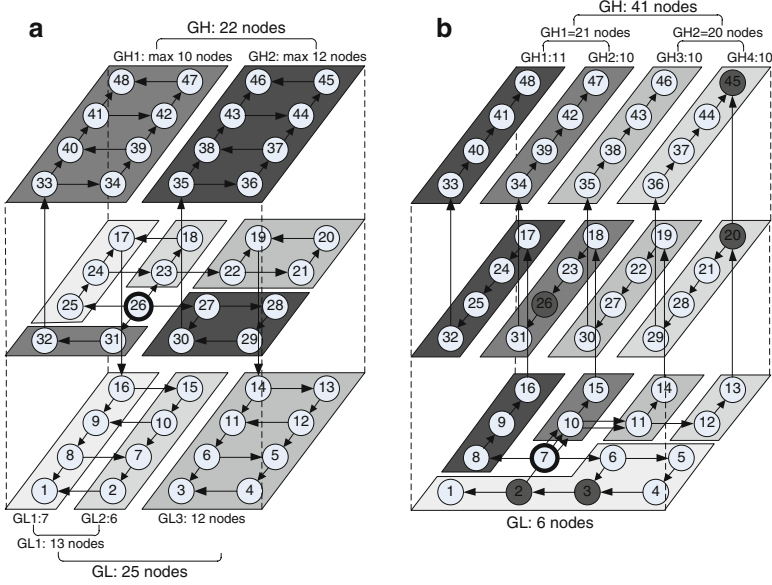 a
GH: 22 nodes
GH1: max 10 nodes GH2: max 12 nodes
48 47 46 45
41 42 43 44
40 39 38 37
33 34 35 36
17 18 19 20
24 23 22 21
25 26 27 28
32 31 30 29
16 15 14 13
9 10 11 12
8 7 6 5
1 2 3 4
GL1:7 GL2:6 GL3: 12 nodes
GL1: 13 nodes
GL: 25 nodes
b
GH: 41 nodes
GH1=21 nodes GH2=20 nodes
GH1:11 GH2:10 GH3:10 GH4:10
48 47 46 45
41 42 43 44
40 39 38 37
33 34 35 36
17 18 19 20
24 23 22 21
25 26 27 28
32 31 30 29
16 15 14 13
9 10 11 12
8 7 6 5
1 2 3 4
GL: 6 nodes